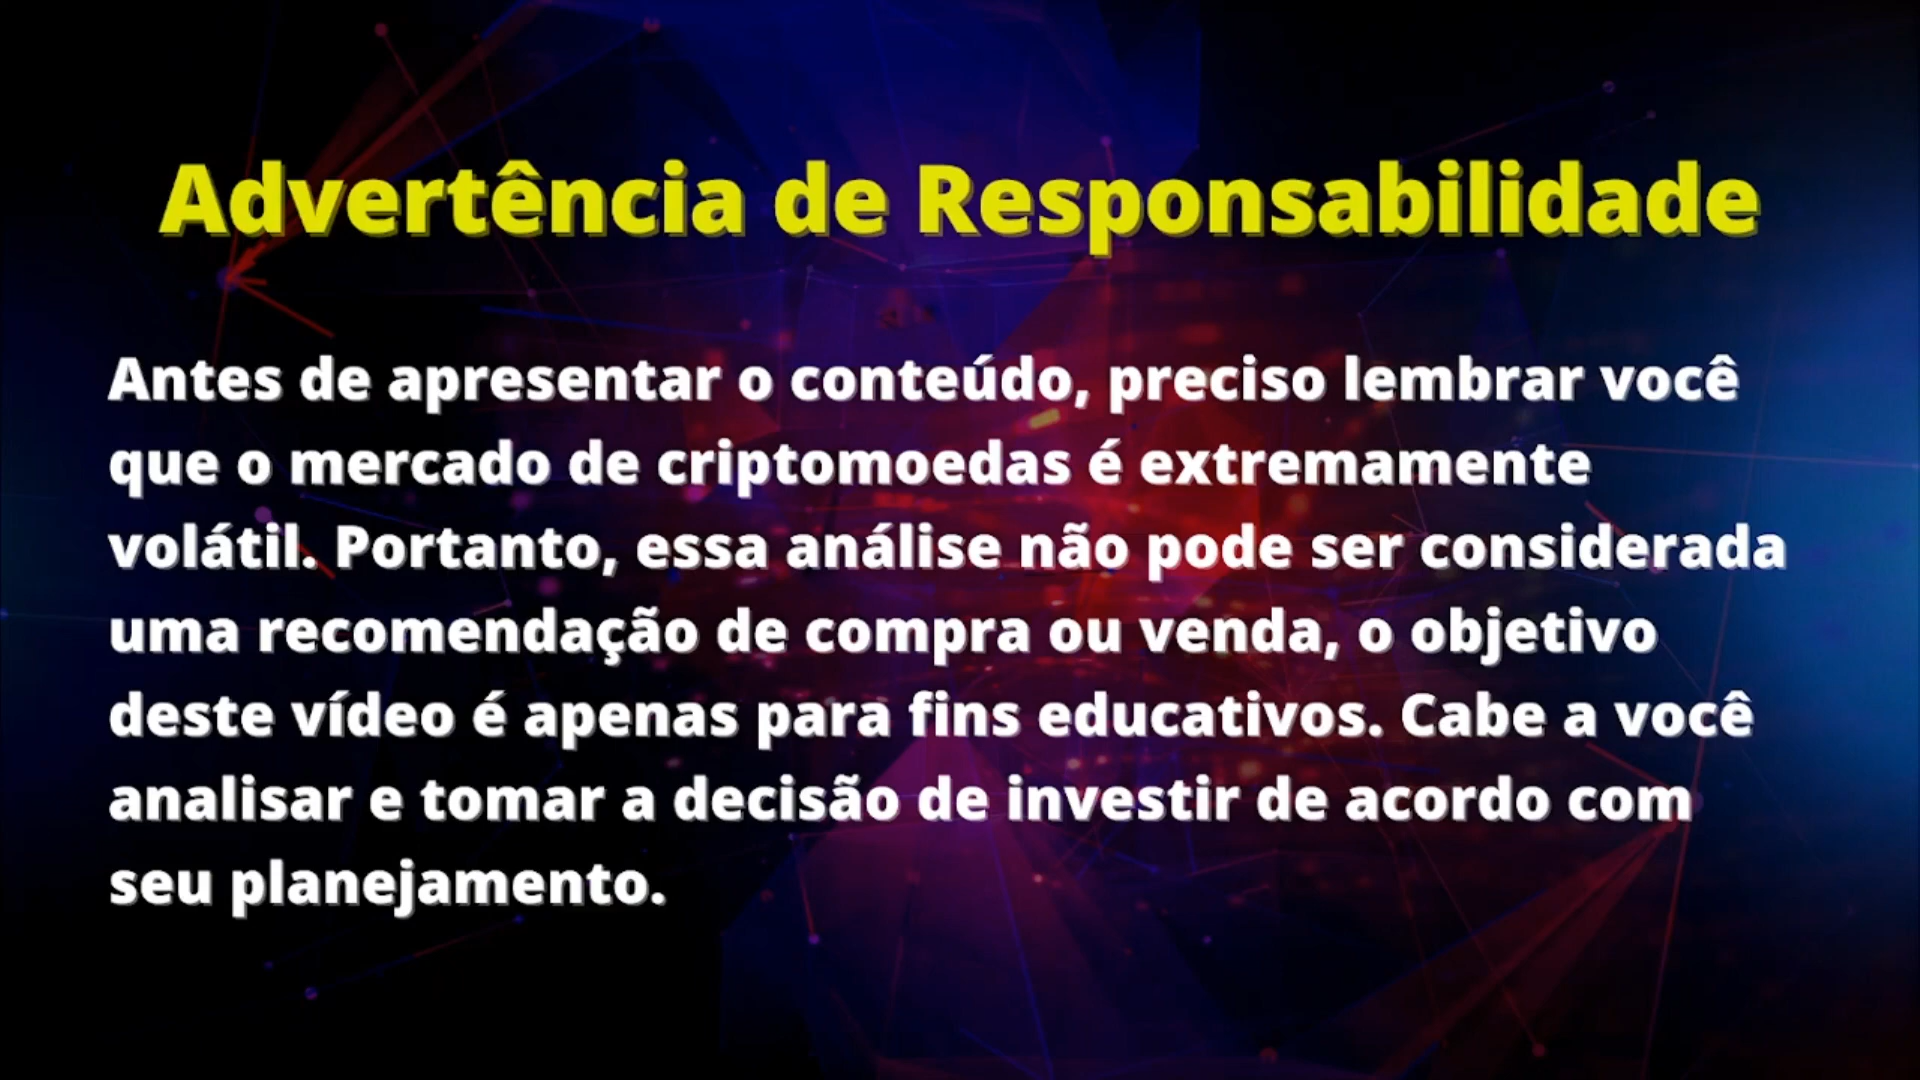 Advertência de Responsabilidade
Antes de apresentar o conteúdo, preciso lembrar você
que o mercado de criptomoedas é extremamente
volátil. Portanto, essa análise não pode ser considerada
uma recomendação de compra ou venda, o objetivo
deste vídeo é apenas para fins educativos. Cabe a você
analisar e tomar a decisão de investir de acordo com
seu planejamento.